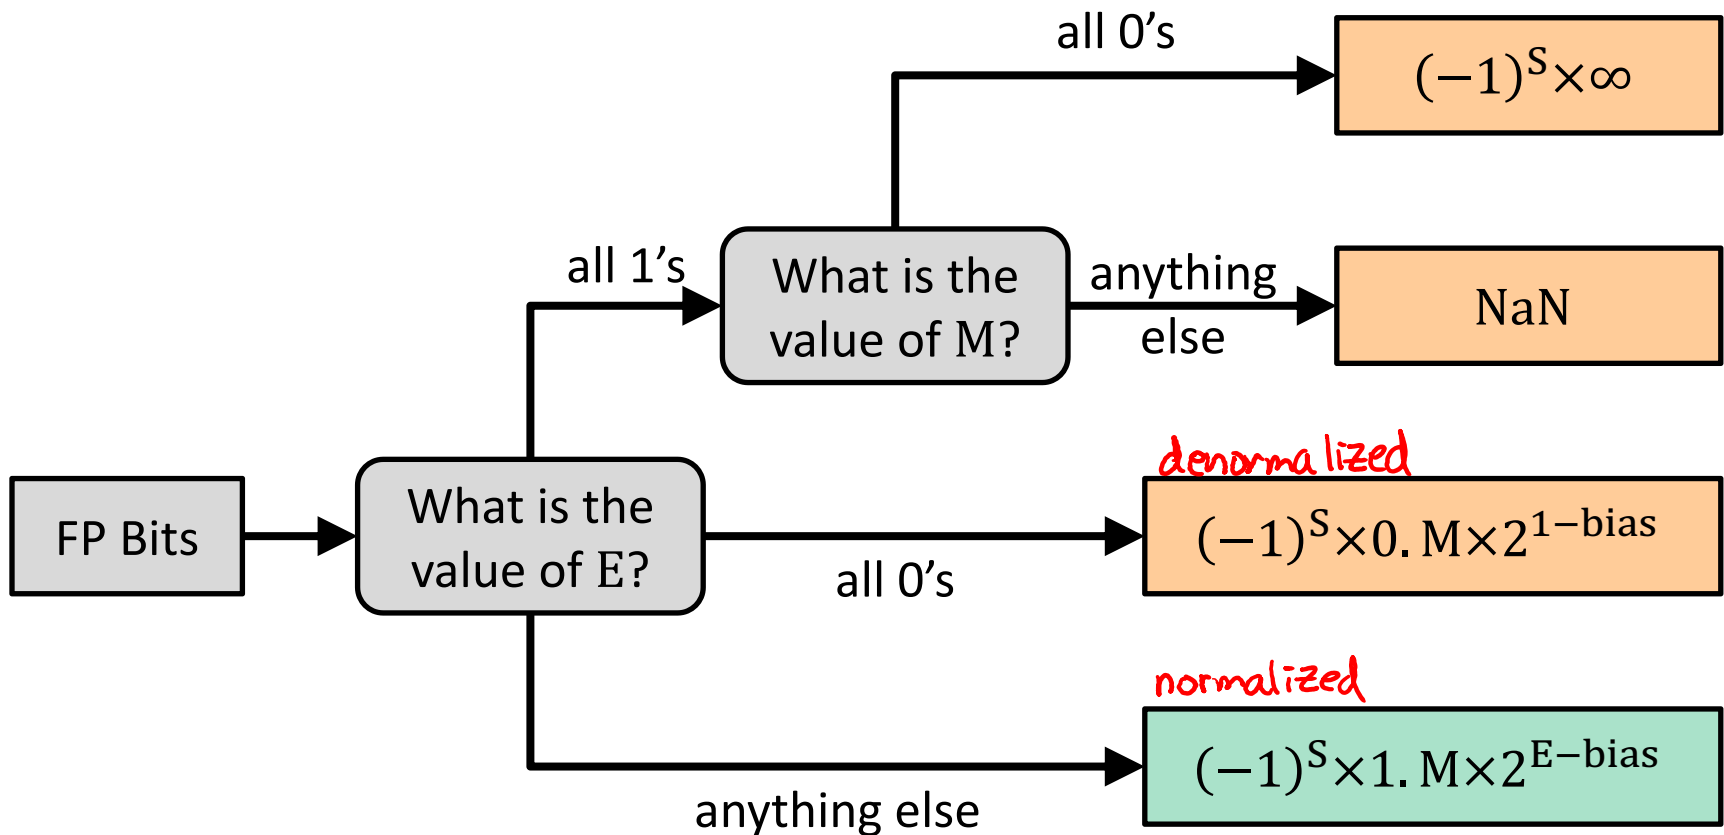 all 0's
(−1)^S×∞
all 1's
What is the
value of M?
anything
else
NaN
FP Bits
What is the
value of E?
all 0's
denormalized
(−1)^S×0. M×2^{1−bias}
anything else
normalized
(−1)^S×1. M×2^{E−bias}